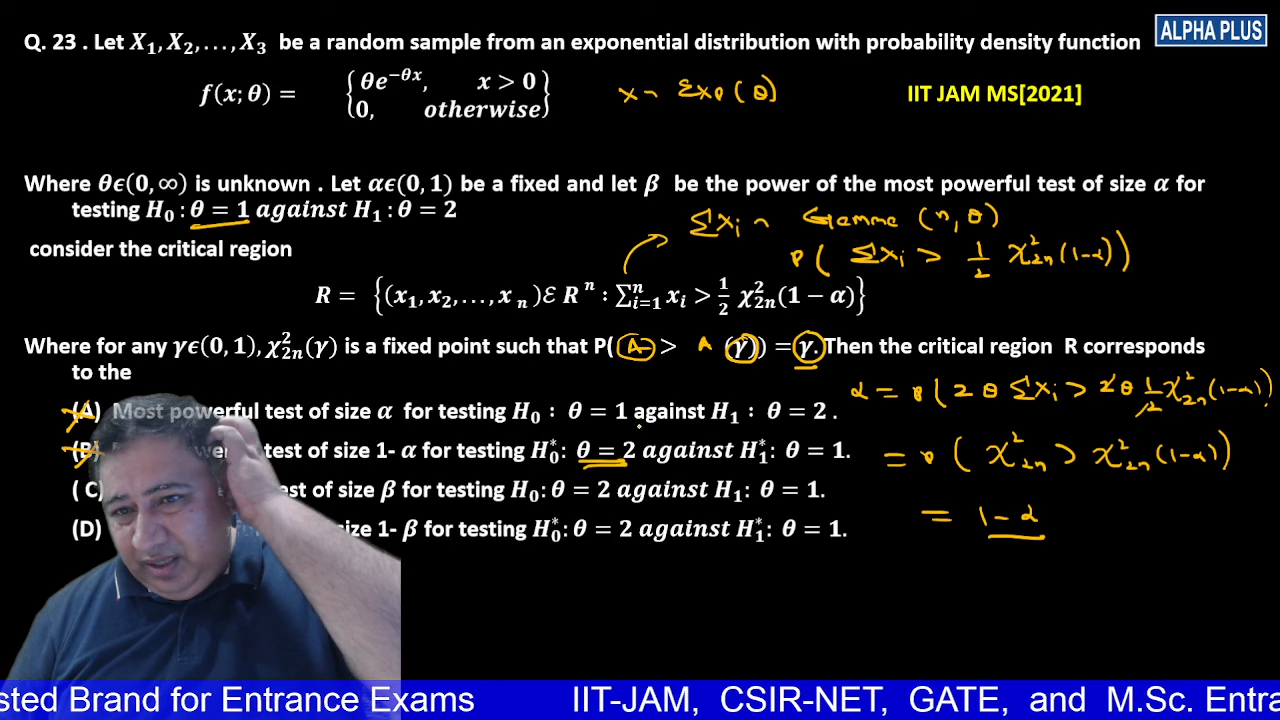 Q. 23 . Let X₁, X₂, . . . , X₃ be a random sample from an exponential distribution with probability density function
ALPHA PLUS
f(x; θ) = { θe^{-θx}, x > 0
0, otherwise }
x ~ Exp (θ)
IIT JAM MS[2021]
Where θϵ(0, ∞) is unknown . Let αϵ(0, 1) be a fixed and let β be the power of the most powerful test of size α for
testing H₀ : θ = 1 against H₁ : θ = 2
Σxᵢ ~ Gamma (n, θ)
consider the critical region
P( Σxᵢ > 1/2 χ²₂ₙ (1-α))
R = {(x₁, x₂, . . . , x ₙ)ℰ R ⁿ : ∑ⁿᵢ₌₁ xᵢ > 1/2 χ²₂ₙ(1 − α)}
Where for any γϵ(0, 1), χ²₂ₙ(γ) is a fixed point such that P( > A (γ)) = γ. Then the critical region R corresponds
to the
α = P( 2 θ Σxᵢ > 2θ 1/2 χ²₂ₙ (1-α))
(A) Most powerful test of size α for testing H₀ : θ = 1 against H₁ : θ = 2 .
(B) test of size 1- α for testing H₀*: θ = 2 against H₁*: θ = 1.
= P ( χ²₂ₙ > χ²₂ₙ (1-α))
( C) test of size β for testing H₀: θ = 2 against H₁ : θ = 1.
= 1 - α
(D) size 1- β for testing H₀*: θ = 2 against H₁*: θ = 1.
sted Brand for Entrance Exams IIT-JAM, CSIR-NET, GATE, and M.Sc. Entra